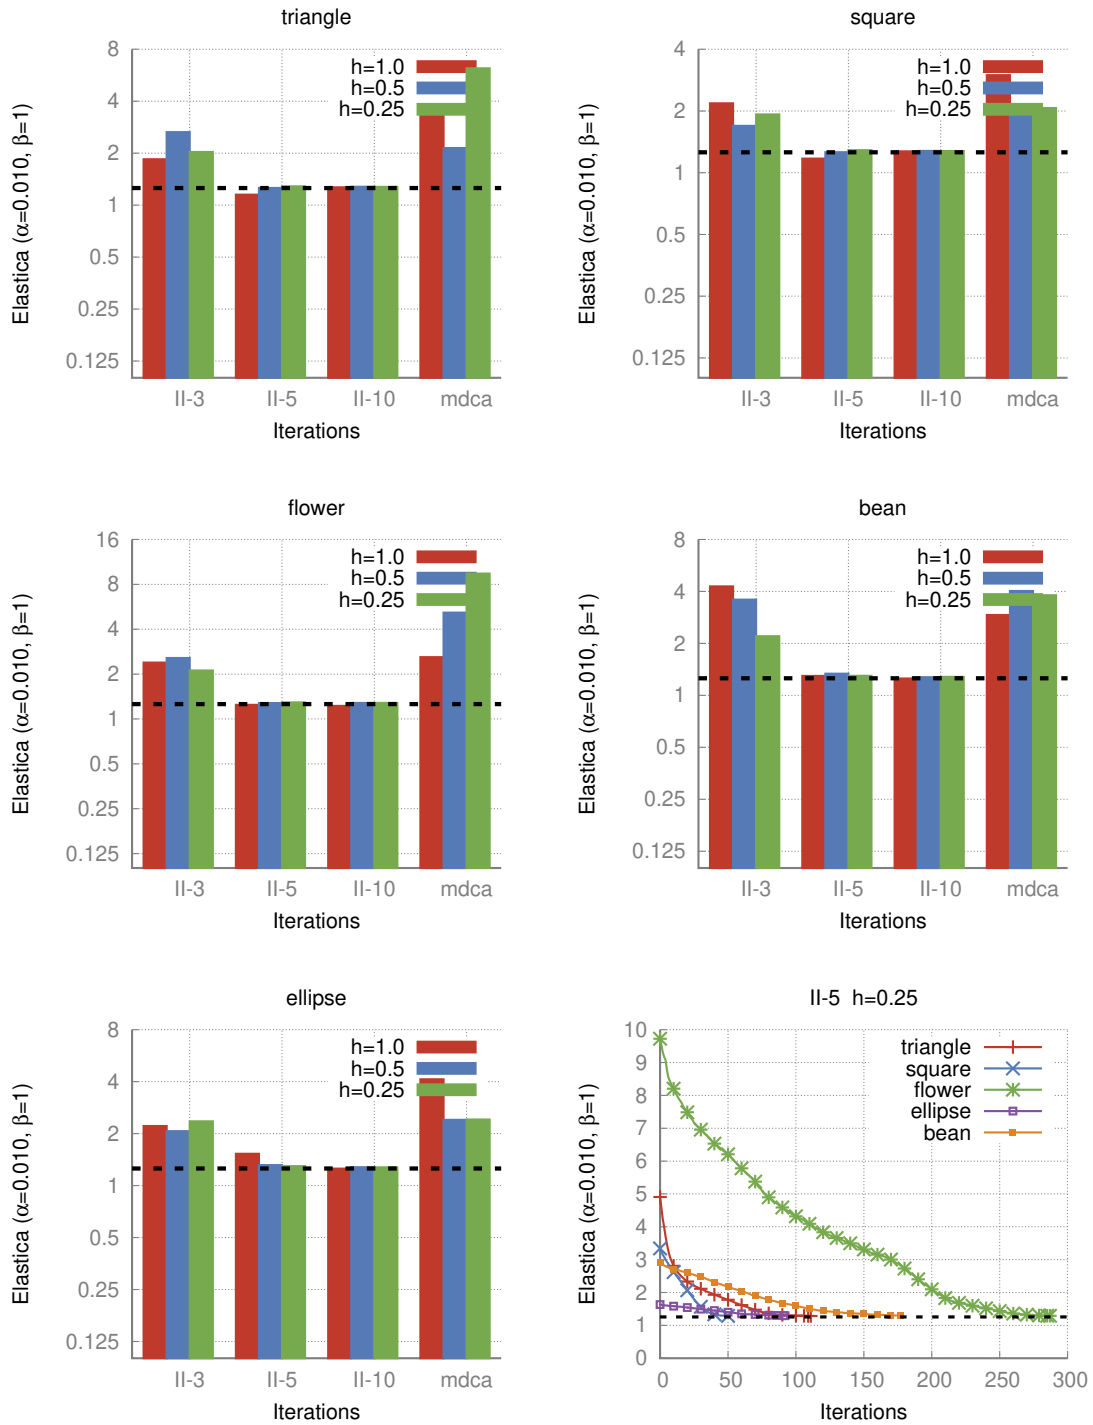 triangle
Elastica (α=0.010, β=1)
8
4
2
1
0.5
0.25
0.125
h=1.0
h=0.5
h=0.25
II-3 II-5 II-10 mdca
Iterations
square
Elastica (α=0.010, β=1)
4
2
1
0.5
0.25
0.125
h=1.0
h=0.5
h=0.25
II-3 II-5 II-10 mdca
Iterations
flower
Elastica (α=0.010, β=1)
16
8
4
2
1
0.5
0.25
0.125
h=1.0
h=0.5
h=0.25
II-3 II-5 II-10 mdca
Iterations
bean
Elastica (α=0.010, β=1)
8
4
2
1
0.5
0.25
0.125
h=1.0
h=0.5
h=0.25
II-3 II-5 II-10 mdca
Iterations
ellipse
Elastica (α=0.010, β=1)
8
4
2
1
0.5
0.25
0.125
h=1.0
h=0.5
h=0.25
II-3 II-5 II-10 mdca
Iterations
II-5 h=0.25
Elastica (α=0.010, β=1)
10
9
8
7
6
5
4
3
2
1
0
triangle
square
flower
ellipse
bean
0 50 100 150 200 250 300
Iterations